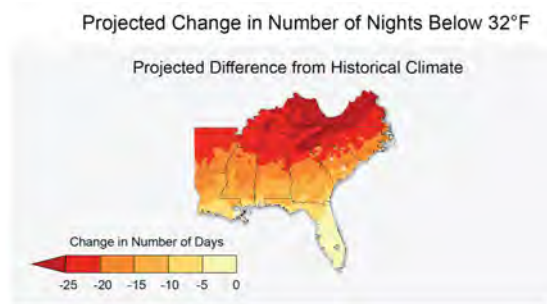 Projected Change in Number of Nights Below 32°F
Projected Difference from Historical Climate
Change in Number of Days
-25 -20 -15 -10 -5 0